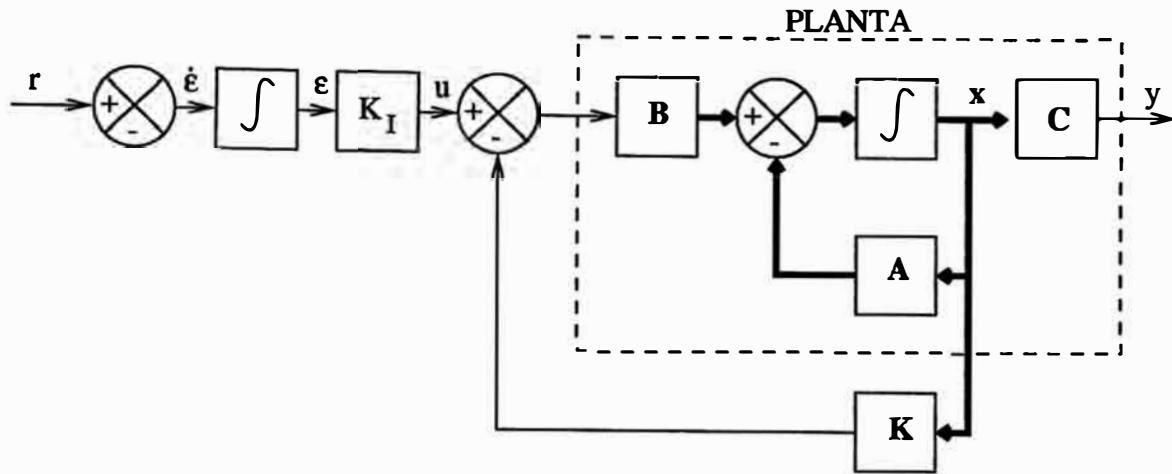 PLANTA
r
+
-
ε̇
∫
ε
K_I
u
+
-
B
+
-
∫
x
C
y
A
K